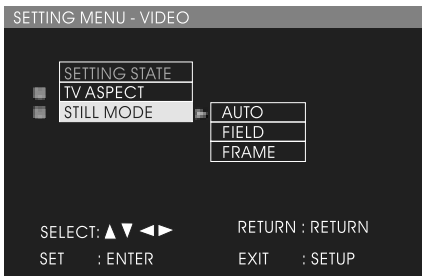 SETTING MENU - VIDEO
SETTING STATE
TV ASPECT
STILL MODE
AUTO
FIELD
FRAME
SELECT: ▲ ▼ ◄ ► RETURN : RETURN
SET : ENTER EXIT : SETUP